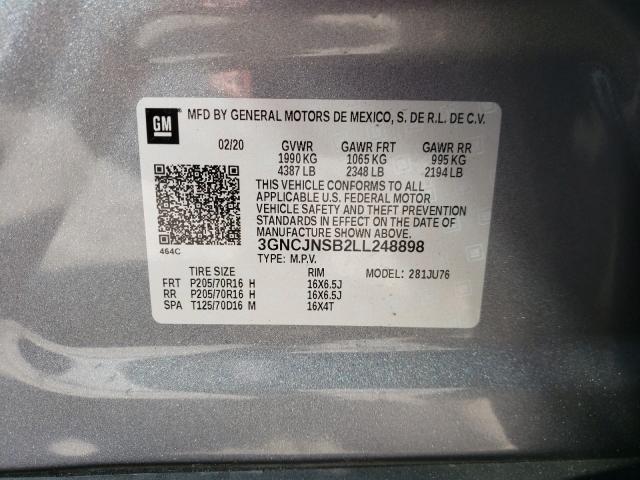 GM
MFD BY GENERAL MOTORS DE MEXICO, S. DE R.L. DE C.V.
02/20 GVWR GAWR FRT GAWR RR
1990 KG 1065 KG 995 KG
4387 LB 2348 LB 2194 LB
THIS VEHICLE CONFORMS TO ALL
APPLICABLE U.S. FEDERAL MOTOR
VEHICLE SAFETY AND THEFT PREVENTION
STANDARDS IN EFFECT ON THE DATE OF
MANUFACTURE SHOWN ABOVE.
464C 3GNCJNSB2LL248898
TYPE: M.P.V.
TIRE SIZE RIM MODEL: 281JU76
FRT P205/70R16 H 16X6.5J
RR P205/70R16 H 16X6.5J
SPA T125/70D16 M 16X4T